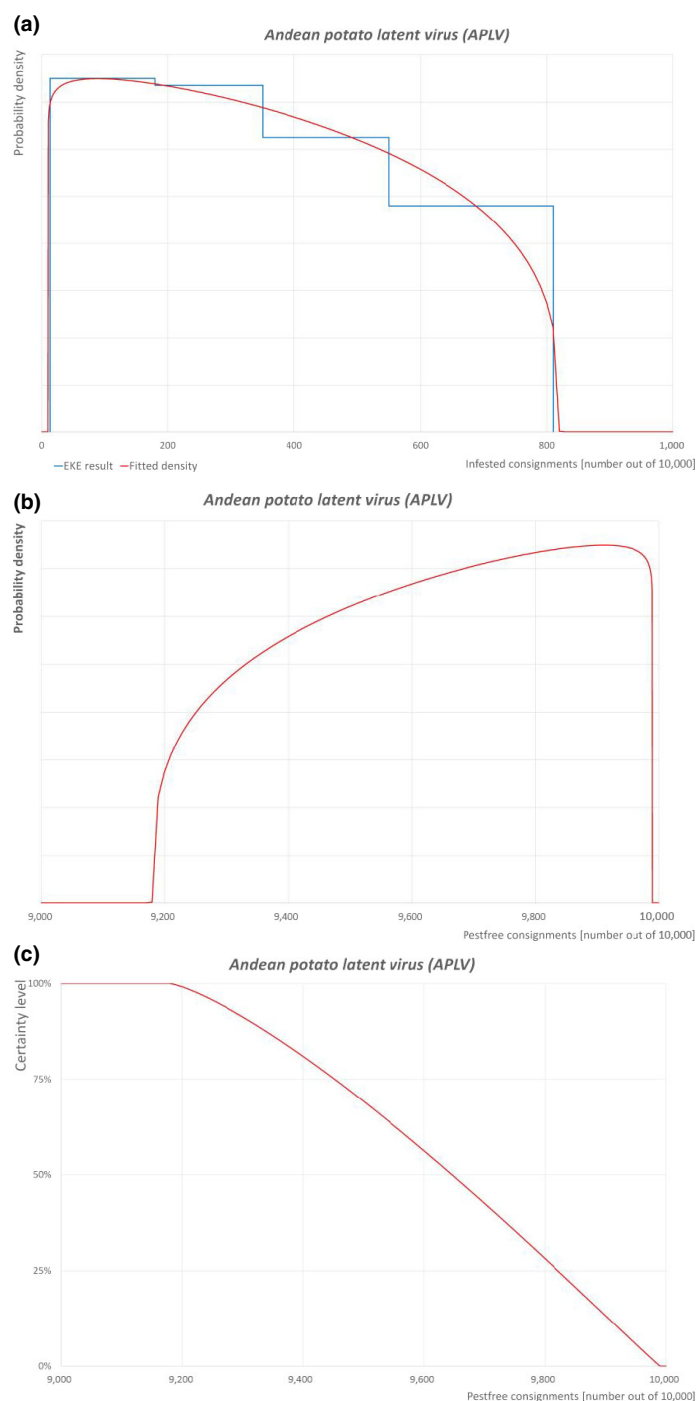 (a)
Andean potato latent virus (APLV)
Probability density
0
200
400
600
800
1,000
EKE result
Fitted density
Infested consignments [number out of 10,000]
(b)
Andean potato latent virus (APLV)
Probability density
9,000
9,200
9,400
9,600
9,800
10,000
Pestfree consignments [number out of 10,000]
(c)
Andean potato latent virus (APLV)
Certainty level
100%
75%
50%
25%
0%
9,000
9,200
9,400
9,600
9,800
10,000
Pestfree consignments [number out of 10,000]